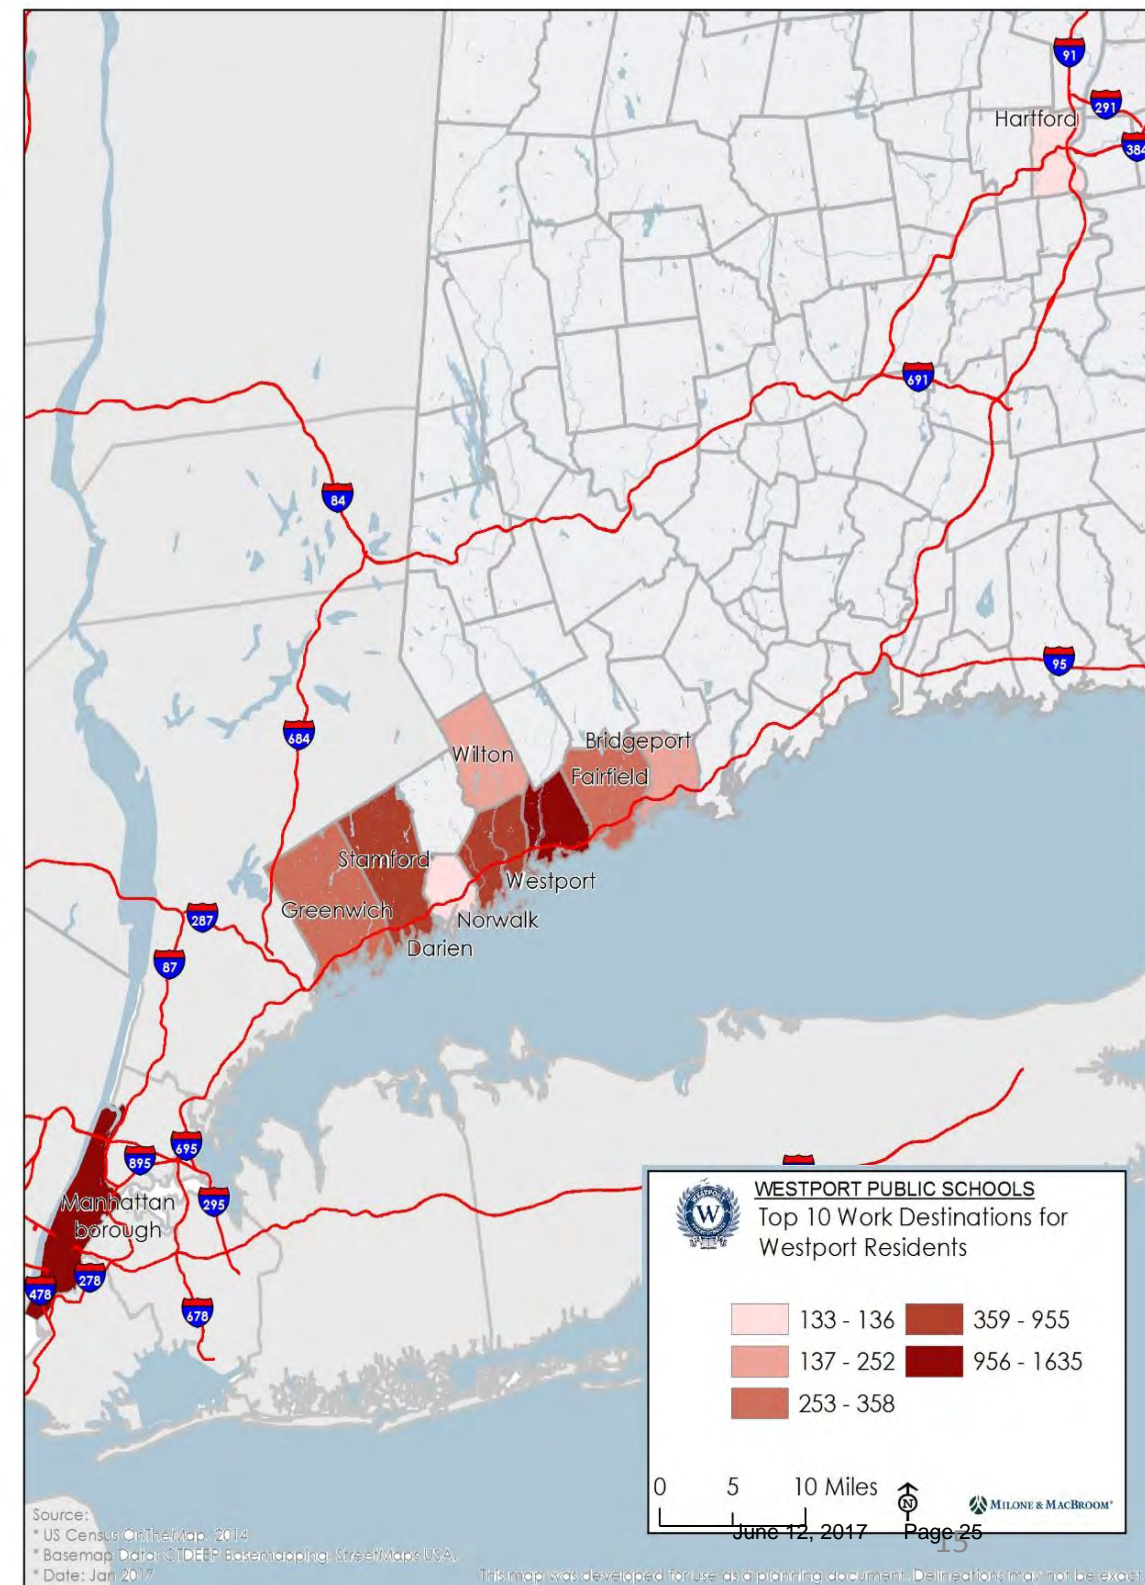 91
291
Hartford
384
691
84
95
684
Wilton
Bridgeport
Fairfield
Stamford
Westport
Greenwich
Norwalk
287
Darien
87
695
895
Manhattan
borough
295
278
478
678
WESTPORT PUBLIC SCHOOLS
Top 10 Work Destinations for
Westport Residents
W
133 - 136
359 - 955
137 - 252
956 - 1635
253 - 358
0 5 10 Miles
N
MILONE & MACBROOM
June 12, 2017 Page 25
15
Source:
* US Census OnTheMap, 2014
* Basemap Data: CTDEEP Basemapping; StreetMaps USA.
* Date: Jan 2017
This map was developed for use as a planning document. Delineations may not be exact